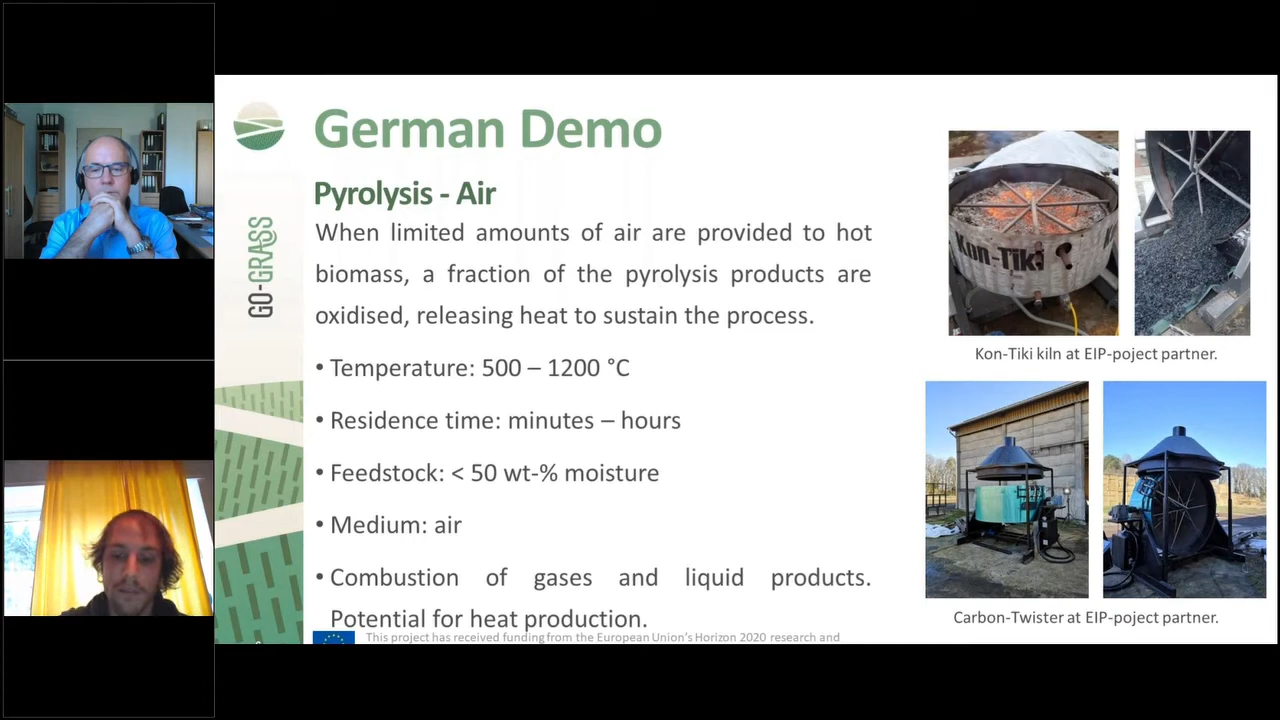 German Demo
Pyrolysis - Air
When limited amounts of air are provided to hot
biomass, a fraction of the pyrolysis products are
oxidised, releasing heat to sustain the process.
• Temperature: 500 – 1200 °C
• Residence time: minutes – hours
• Feedstock: < 50 wt-% moisture
• Medium: air
• Combustion of gases and liquid products.
Potential for heat production.
This project has received funding from the European Union's Horizon 2020 research and
GO-GRASS
Kon-Tiki
Kon-Tiki kiln at EIP-poject partner.
Carbon-Twister at EIP-poject partner.